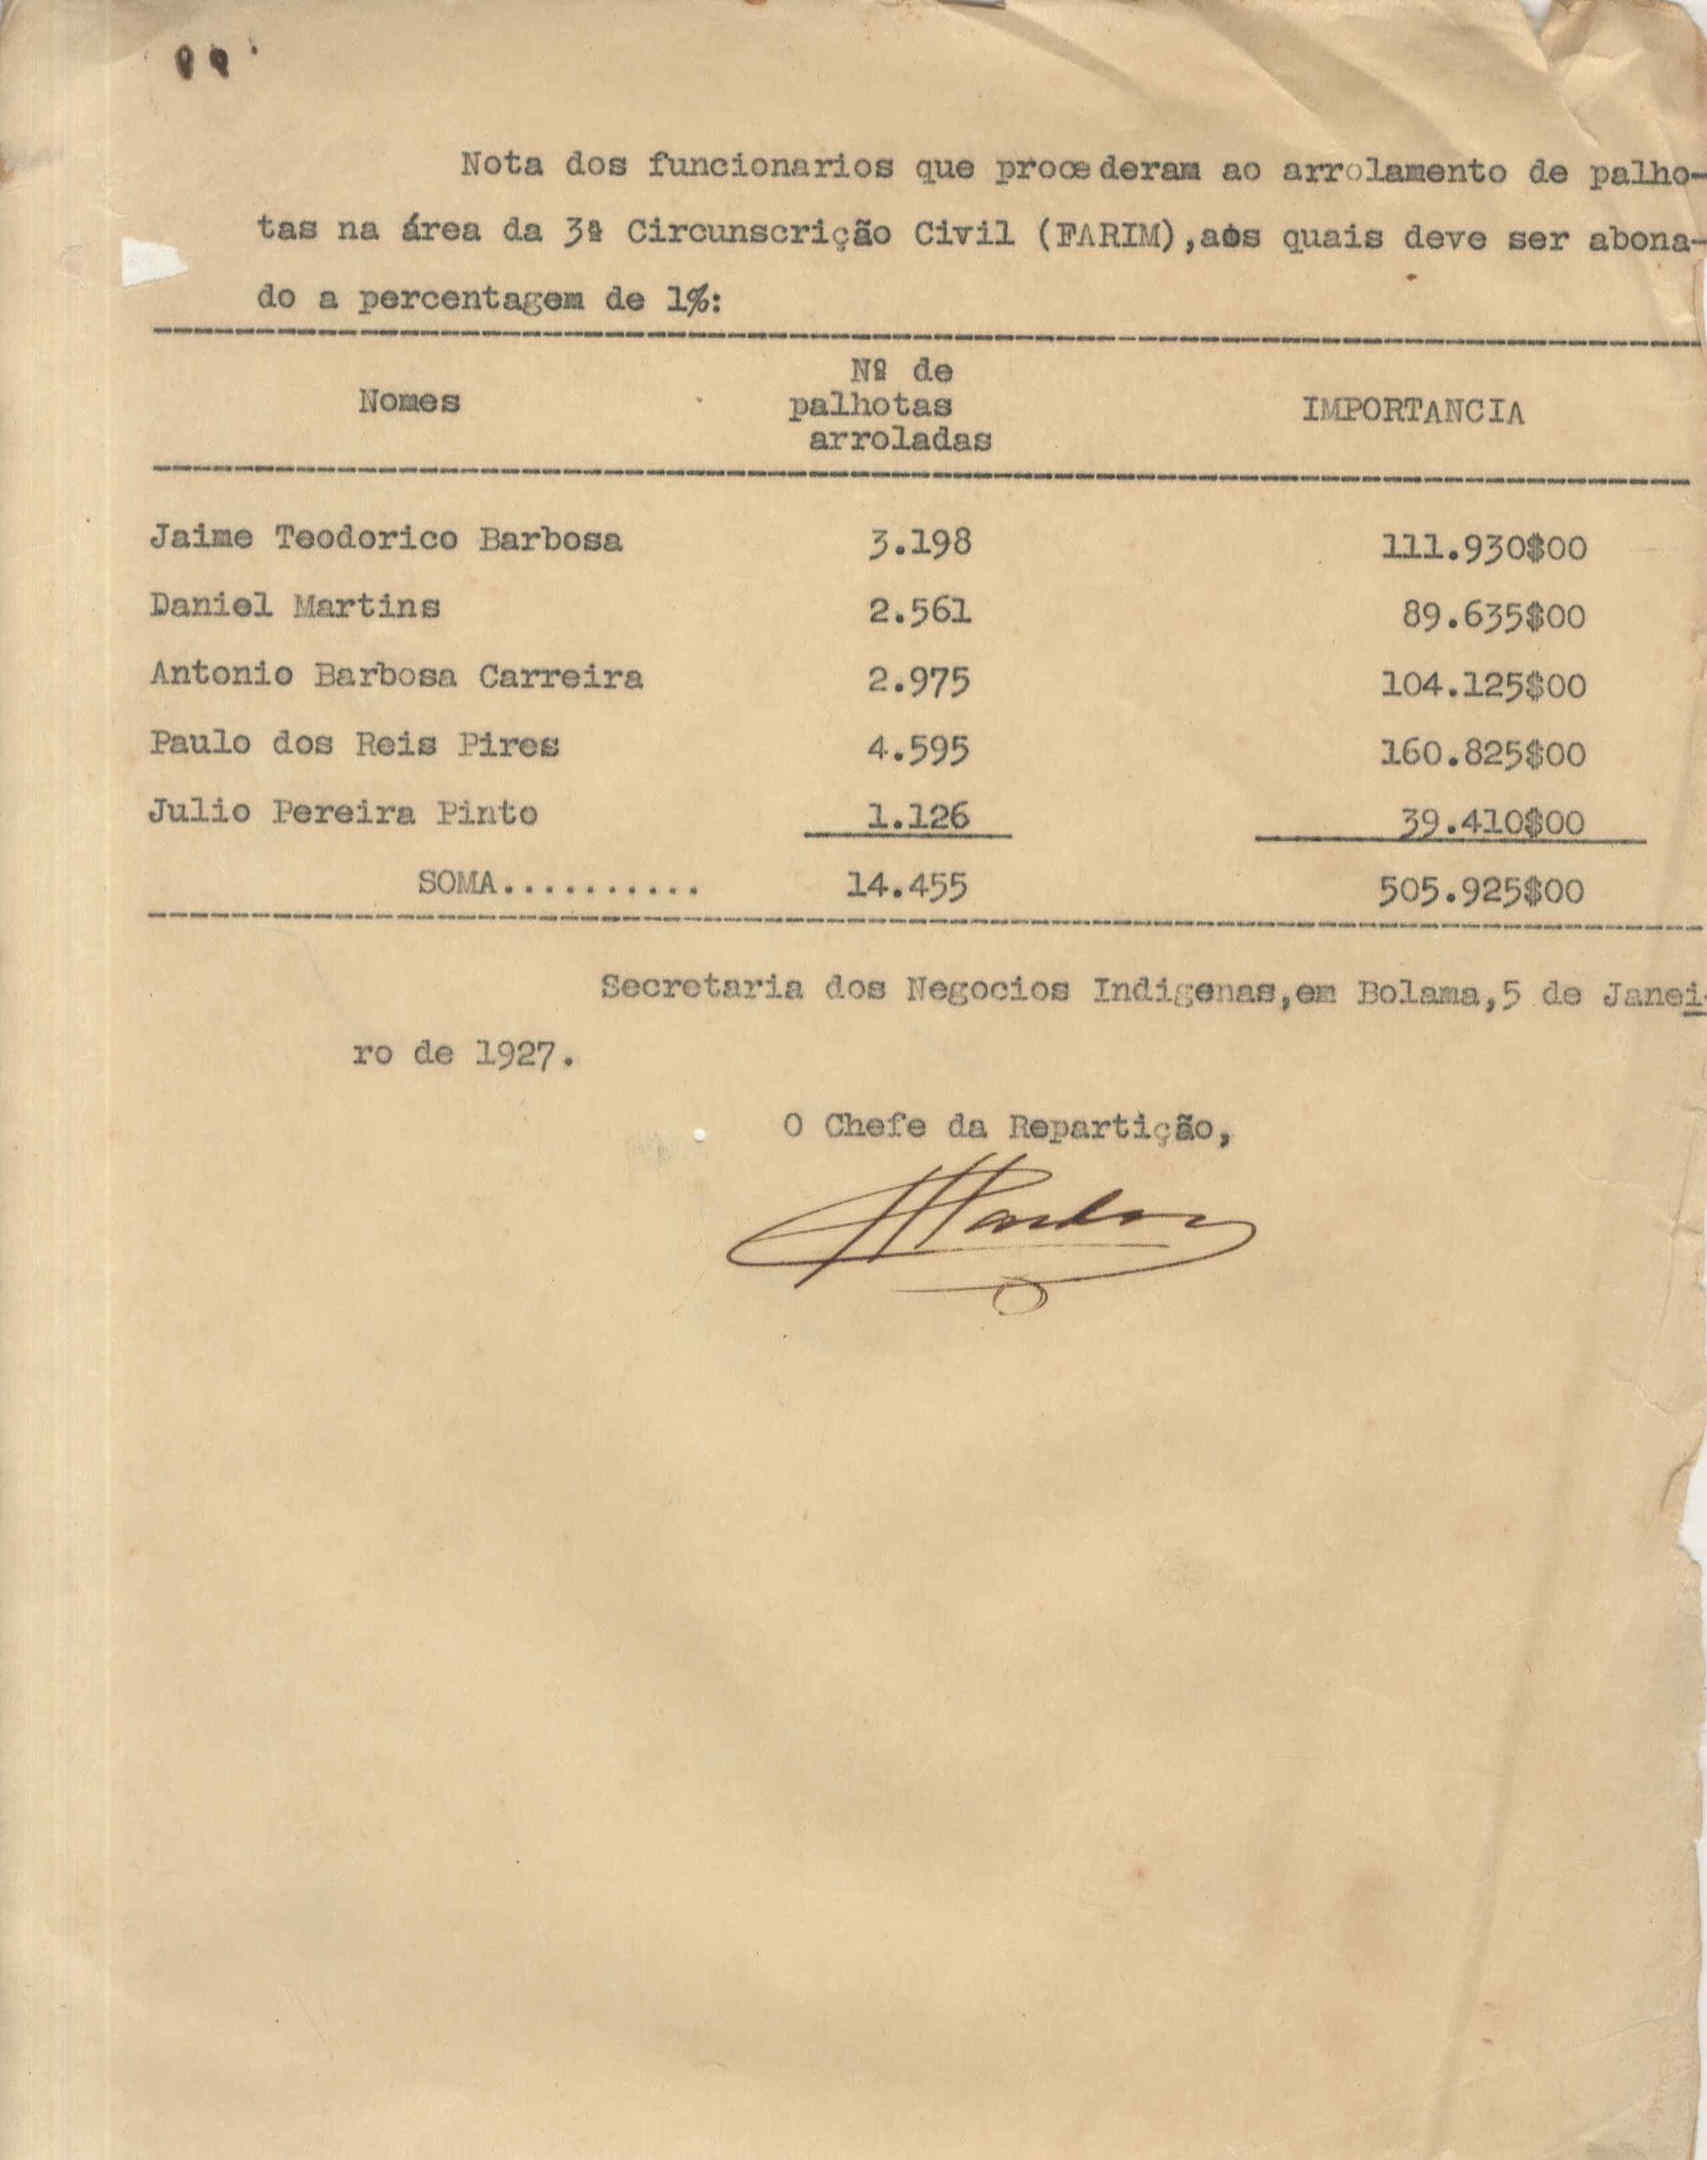 Nota dos funcionarios que procederam ao arrolamento de palho-
tas na área da 3ª Circunscrição Civil (FARIM),aos quais deve ser abona-
do a percentagem de 1%:
Nomes Nº de palhotas arroladas IMPORTANCIA
Jaime Teodorico Barbosa 3.198 111.930$00
Daniel Martins 2.561 89.635$00
Antonio Barbosa Carreira 2.975 104.125$00
Paulo dos Reis Pires 4.595 160.825$00
Julio Pereira Pinto 1.126 39.410$00
SOMA.......... 14.455 505.925$00
Secretaria dos Negocios Indigenas,em Bolama,5 de Janei
ro de 1927.
O Chefe da Repartição,